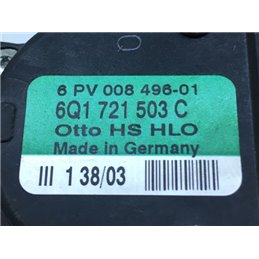 6 PV 008 496-01
6Q1 721 503 C
Otto HS HLO
Made in Germany
III 1 38/03